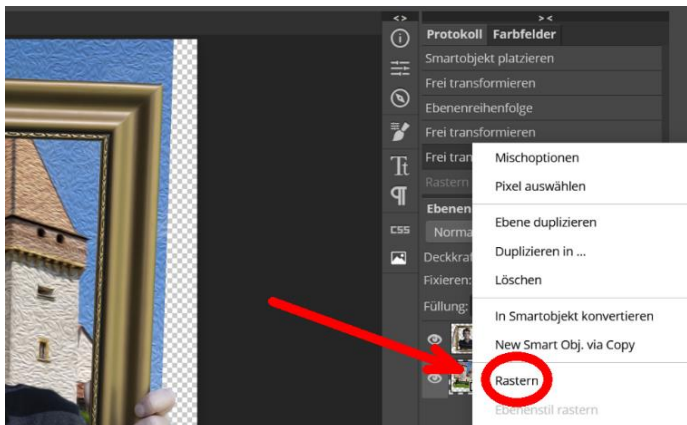 Protokoll Farbfelder
Smartobjekt platzieren
Frei transformieren
Ebenenreihenfolge
Frei transformieren
Frei tran
Rastern
Ebenen
Norma
Deckkraf
Fixieren:
Füllung:
CSS
Mischoptionen
Pixel auswählen
Ebene duplizieren
Duplizieren in ...
Löschen
In Smartobjekt konvertieren
New Smart Obj. via Copy
Rastern
Ebenenstil rastern